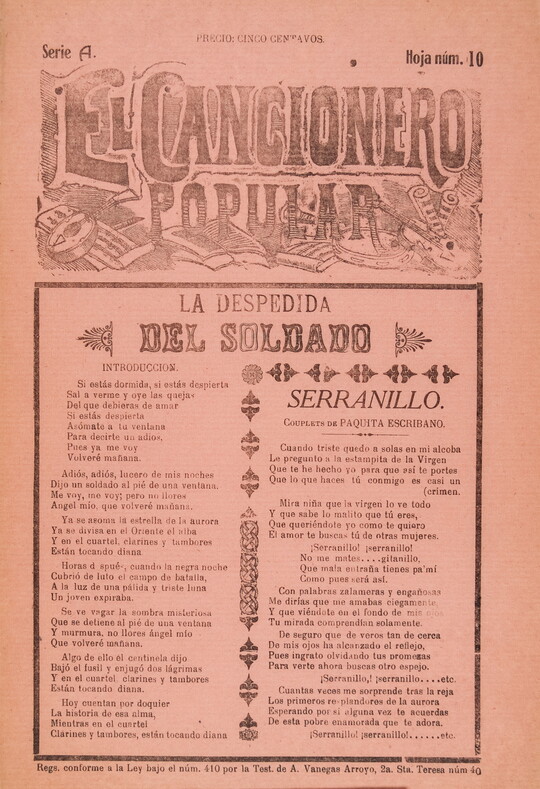 PRECIO: CINCO CENTAVOS.
Serie A.
Hoja núm. 10
EL CANCIONERO
POPULAR
LA DESPEDIDA
DEL SOLDADO
INTRODUCCION.
Si estás dormida, si estás despierta
Sal a verme y oye las quejas
Del que debieras de amar
Si estás despierta
Asómate a tu ventana
Para decirte un adios,
Pues ya me voy
Volveré mañana.
Adiós, adiós, lucero de mis noches
Dijo un soldado al pié de una ventana.
Me voy, me voy; pero no llores
Angel mio, que volveré mañana.
Ya se asoma la estrella de la aurora
Ya se divisa en el Oriente el alba
Y en el cuartel, clarines y tambores
Están tocando diana
Horas d spués, cuando la negra noche
Cubrió de luto el campo de batalla,
A la luz de una pálida y triste luna
Un joven expiraba.
Se ve vagar la sombra misteriosa
Que se detiene al pié de una ventana
Y murmura, no llores ángel mio
Que volveré mañana.
Algo de ello el centinela dijo
Bajó el fusil y enjugó dos lágrimas
Y en el cuartel, clarines y tambores
Están tocando diana.
Hoy cuentan por doquier
La historia de esa alma,
Mientras en el cuartel
Clarines y tambores, están tocando diana
SERRANILLO.
COUPLETS DE PAQUITA ESCRIBANO.
Cuando triste quedo a solas en mi alcoba
Le pregunto a la estampita de la Virgen
Que te he hecho yo para que asi te portes
Que lo que haces tú conmigo es casi un
(crimen.
Mira niña que la virgen lo ve todo
Y que sabe lo malito que tú eres,
Que queriéndote yo como te quiero
El amor te buscas tú de otras mujeres.
¡Serranillo! ¡serranillo!
No me mates....gitanillo,
Que mala entraña tienes pa'mí
Como pues será asi.
Con palabras zalameras y engañosas
Me dirías que me amabas ciegamente,
Y que viéndote en el fondo de mis ojos
Tu mirada comprendían solamente.
De seguro que de veros tan de cerca
De mis ojos ha alcanzado el reflejo,
Pues ingrato olvidando tus promesas
Para verte ahora buscas otro espejo.
¡Serranillo,! ¡serranillo....etc.
Cuantas veces me sorprende tras la reja
Los primeros resplandores de la aurora
Esperando por si alguna vez te acuerdas
De esta pobre enamorada que te adora.
¡Serranillo! ¡serranillo!......etc.
Regs. conforme a la Ley bajo el núm. 410 por la Test. de A. Vanegas Arroyo, 2a. Sta. Teresa núm 40